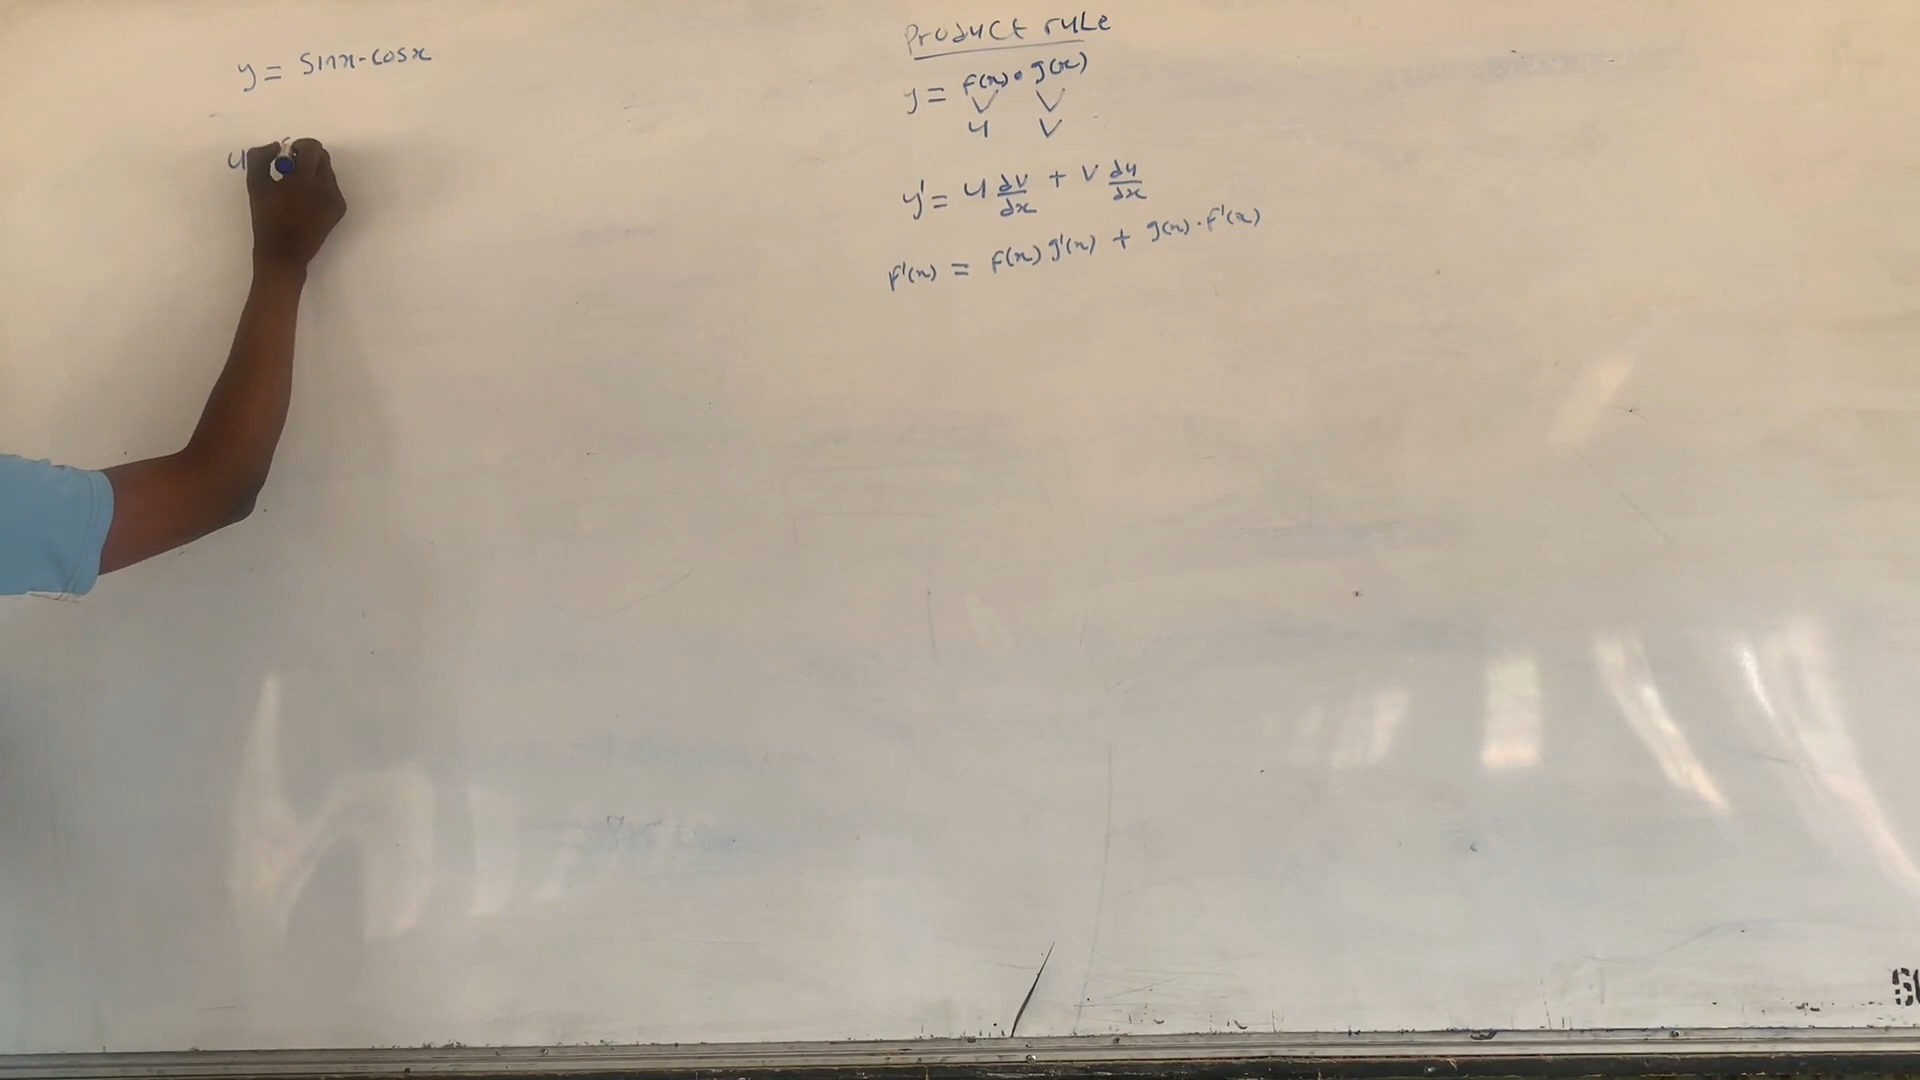 y = sinx·cosx
u
Product rule
y = f(x) · g(x)
u v
y' = u dv/dx + v du/dx
f'(x) = f(x) g'(x) + g(x) · f'(x)